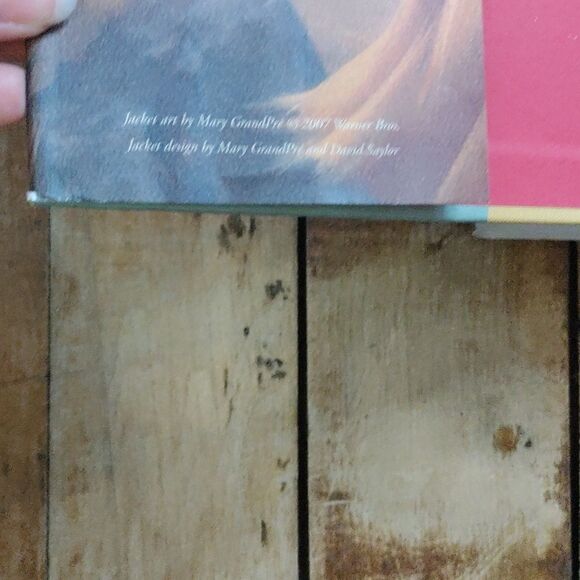 Jacket art by Mary GrandPré © 2007 Warner Bros.
Jacket design by Mary GrandPré and David Saylor